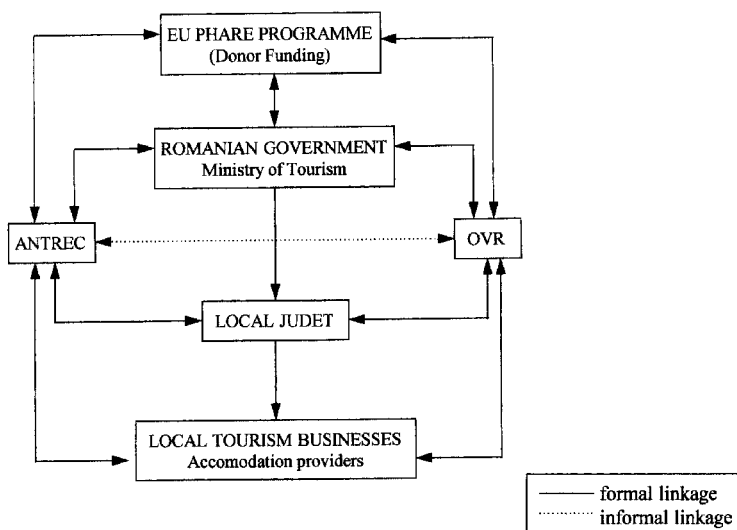 EU PHARE PROGRAMME
(Donor Funding)
ROMANIAN GOVERNMENT
Ministry of Tourism
ANTREC
OVR
LOCAL JUDET
LOCAL TOURISM BUSINESSES
Accomodation providers
formal linkage
informal linkage